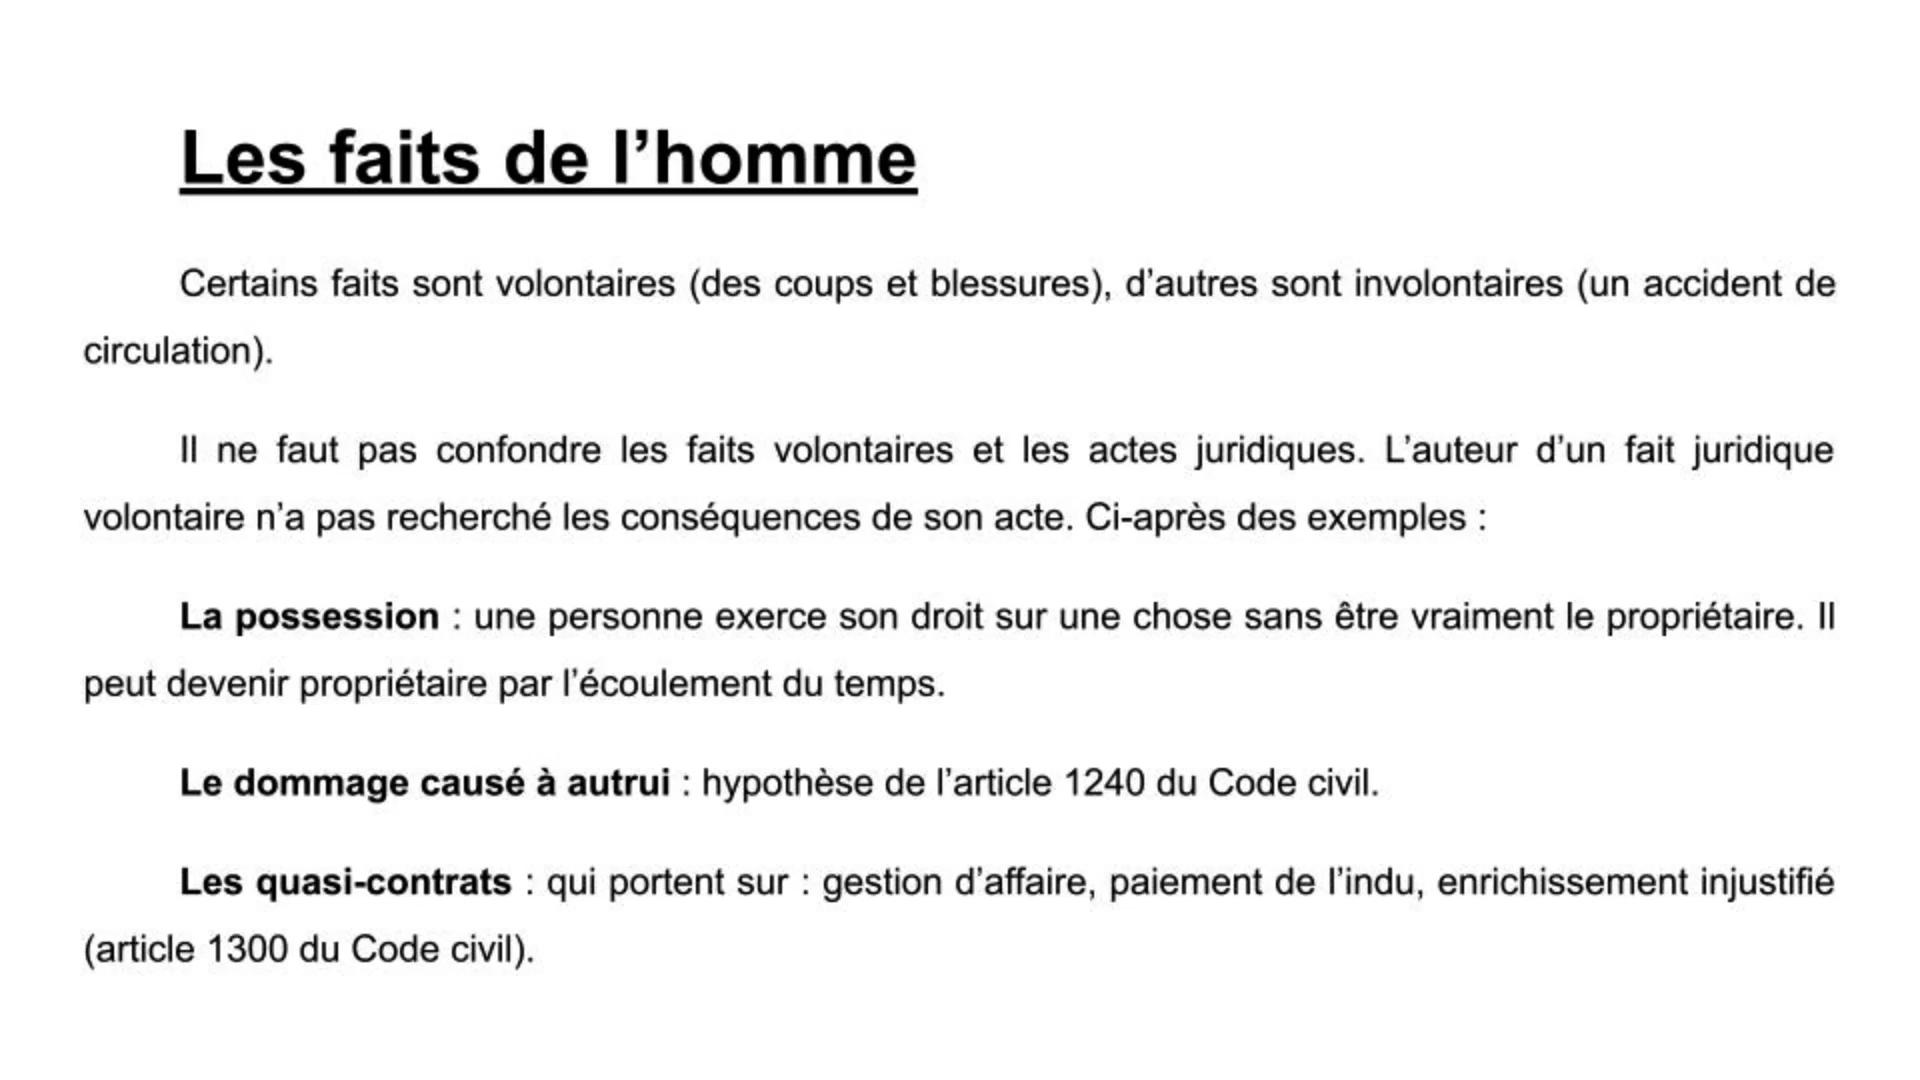 Les faits de l’homme
Certains faits sont volontaires (des coups et blessures), d’autres sont involontaires (un accident de
circulation).
Il ne faut pas confondre les faits volontaires et les actes juridiques. L’auteur d’un fait juridique
volontaire n’a pas recherché les conséquences de son acte. Ci-après des exemples :
La possession : une personne exerce son droit sur une chose sans être vraiment le propriétaire. Il
peut devenir propriétaire par l’écoulement du temps.
Le dommage causé à autrui : hypothèse de l’article 1240 du Code civil.
Les quasi-contrats : qui portent sur : gestion d’affaire, paiement de l’indu, enrichissement injustifié
(article 1300 du Code civil).